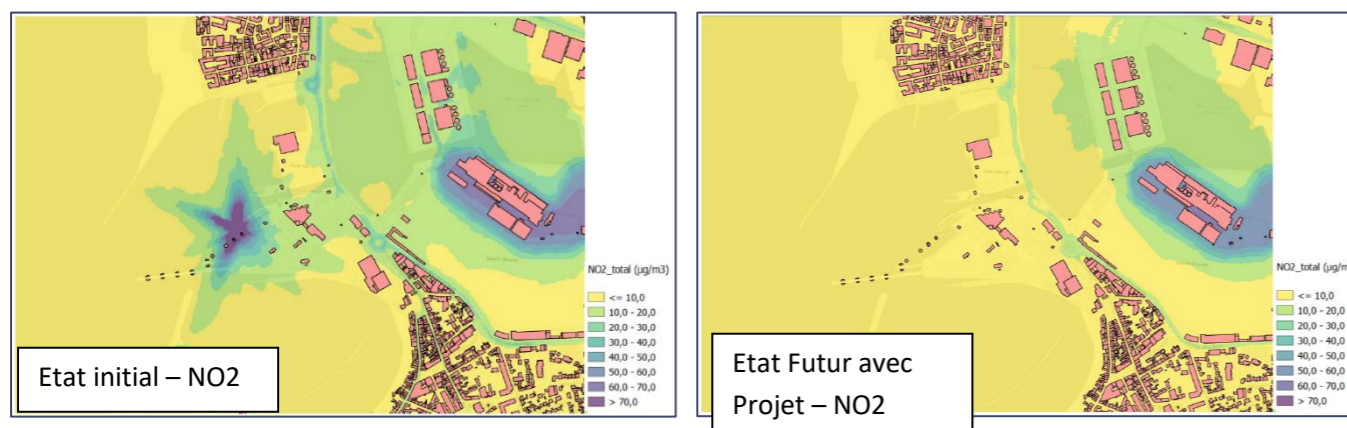 NO2_total (µg/m3)
<= 10,0
10,0 - 20,0
20,0 - 30,0
30,0 - 40,0
40,0 - 50,0
50,0 - 60,0
60,0 - 70,0
> 70,0
Etat initial – NO2
NO2_total (µg/m
<= 10,0
10,0 - 20,0
20,0 - 30,0
30,0 - 40,0
40,0 - 50,0
50,0 - 60,0
60,0 - 70,0
> 70,0
Etat Futur avec
Projet – NO2